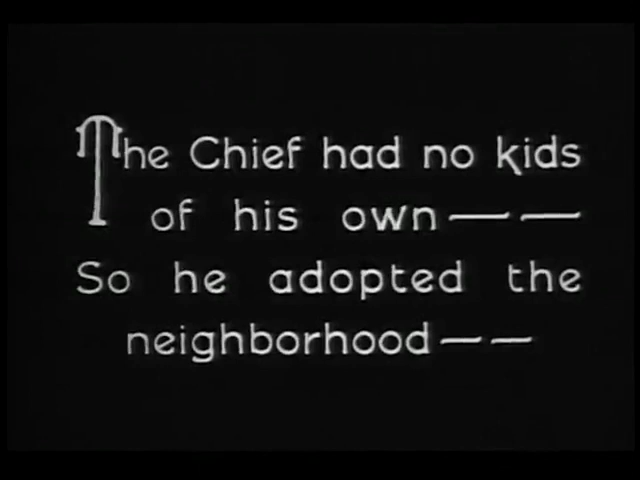 The Chief had no kids
of his own — —
So he adopted the
neighborhood — —